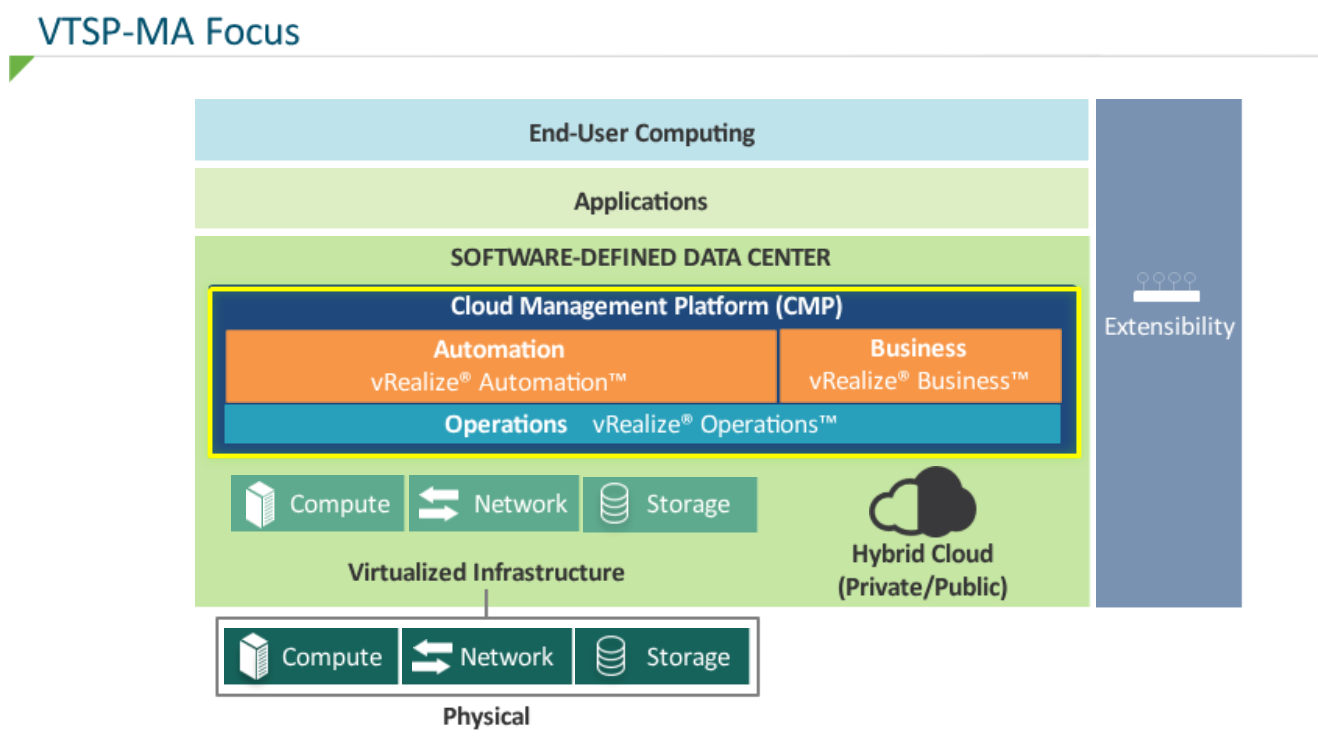 VTSP-MA Focus
End-User Computing
Applications
SOFTWARE-DEFINED DATA CENTER
Cloud Management Platform (CMP)
Automation
vRealize® Automation™
Business
vRealize® Business™
Operations vRealize® Operations™
Extensibility
Compute
Network
Storage
Virtualized Infrastructure
Hybrid Cloud
(Private/Public)
Compute
Network
Storage
Physical